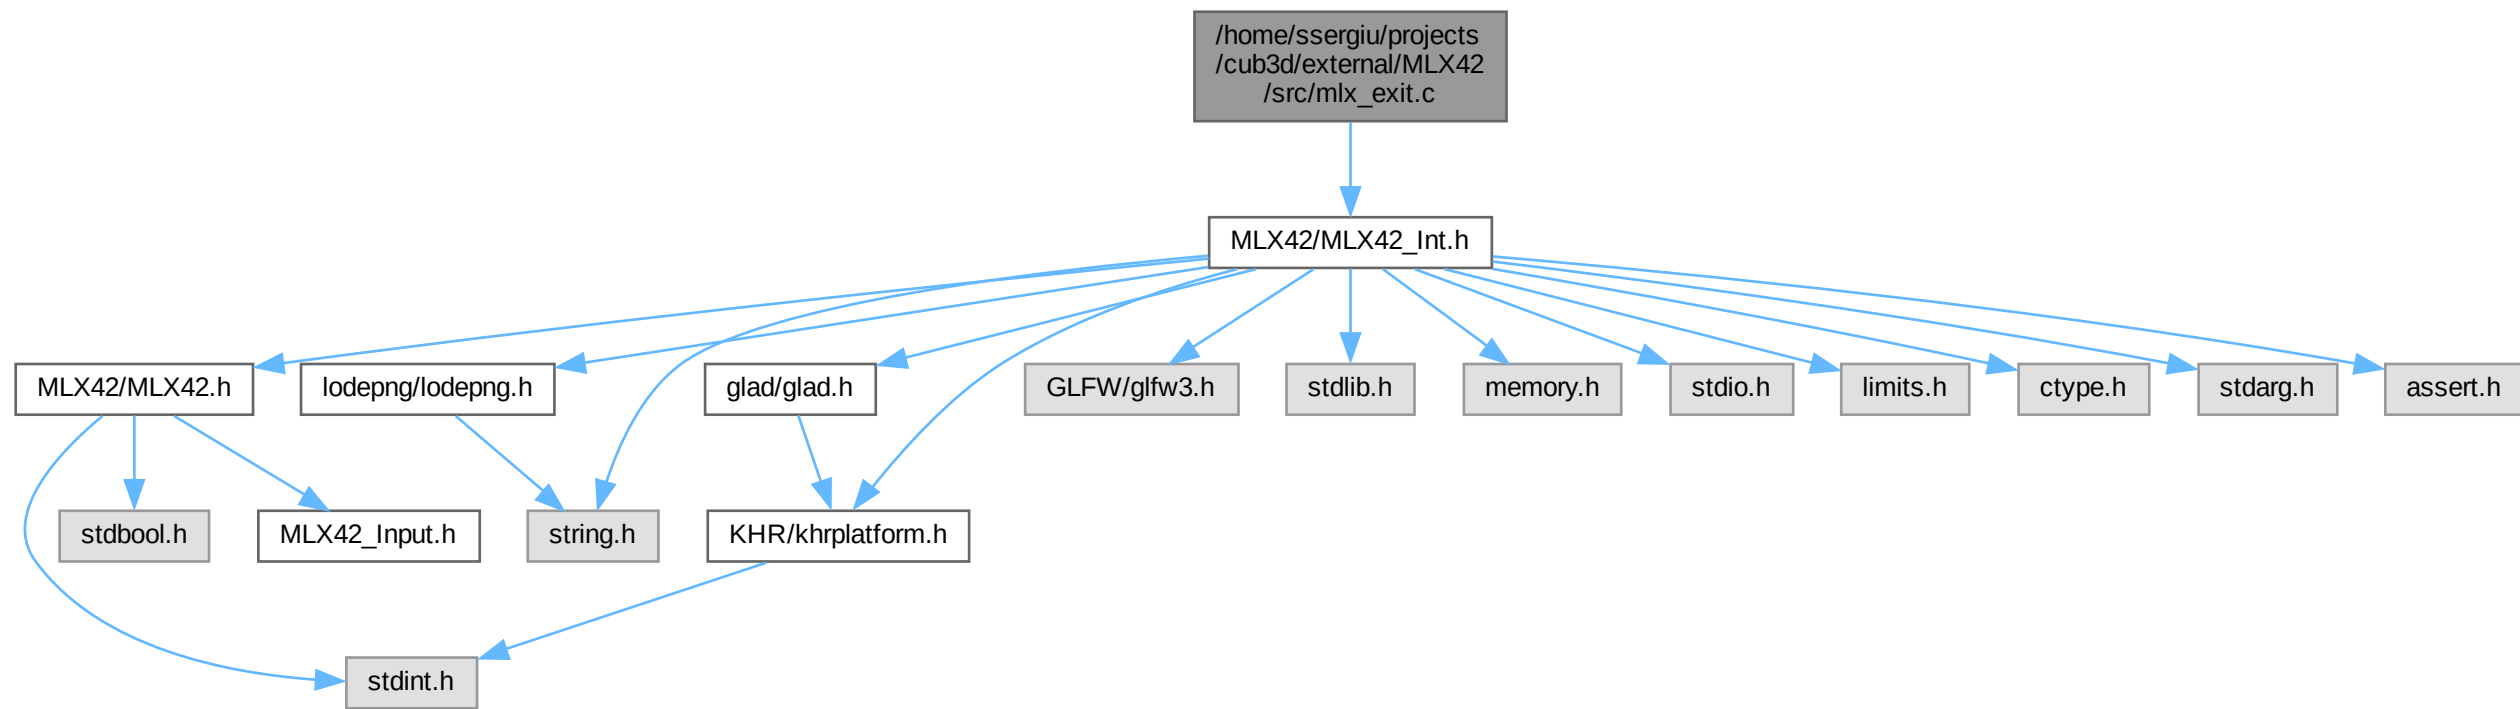 /home/ssergiu/projects
/cub3d/external/MLX42
/src/mlx_exit.c
MLX42/MLX42_Int.h
MLX42/MLX42.h
lodepng/lodepng.h
glad/glad.h
GLFW/glfw3.h
stdlib.h
memory.h
stdio.h
limits.h
ctype.h
stdarg.h
assert.h
stdbool.h
MLX42_Input.h
string.h
KHR/khrplatform.h
stdint.h